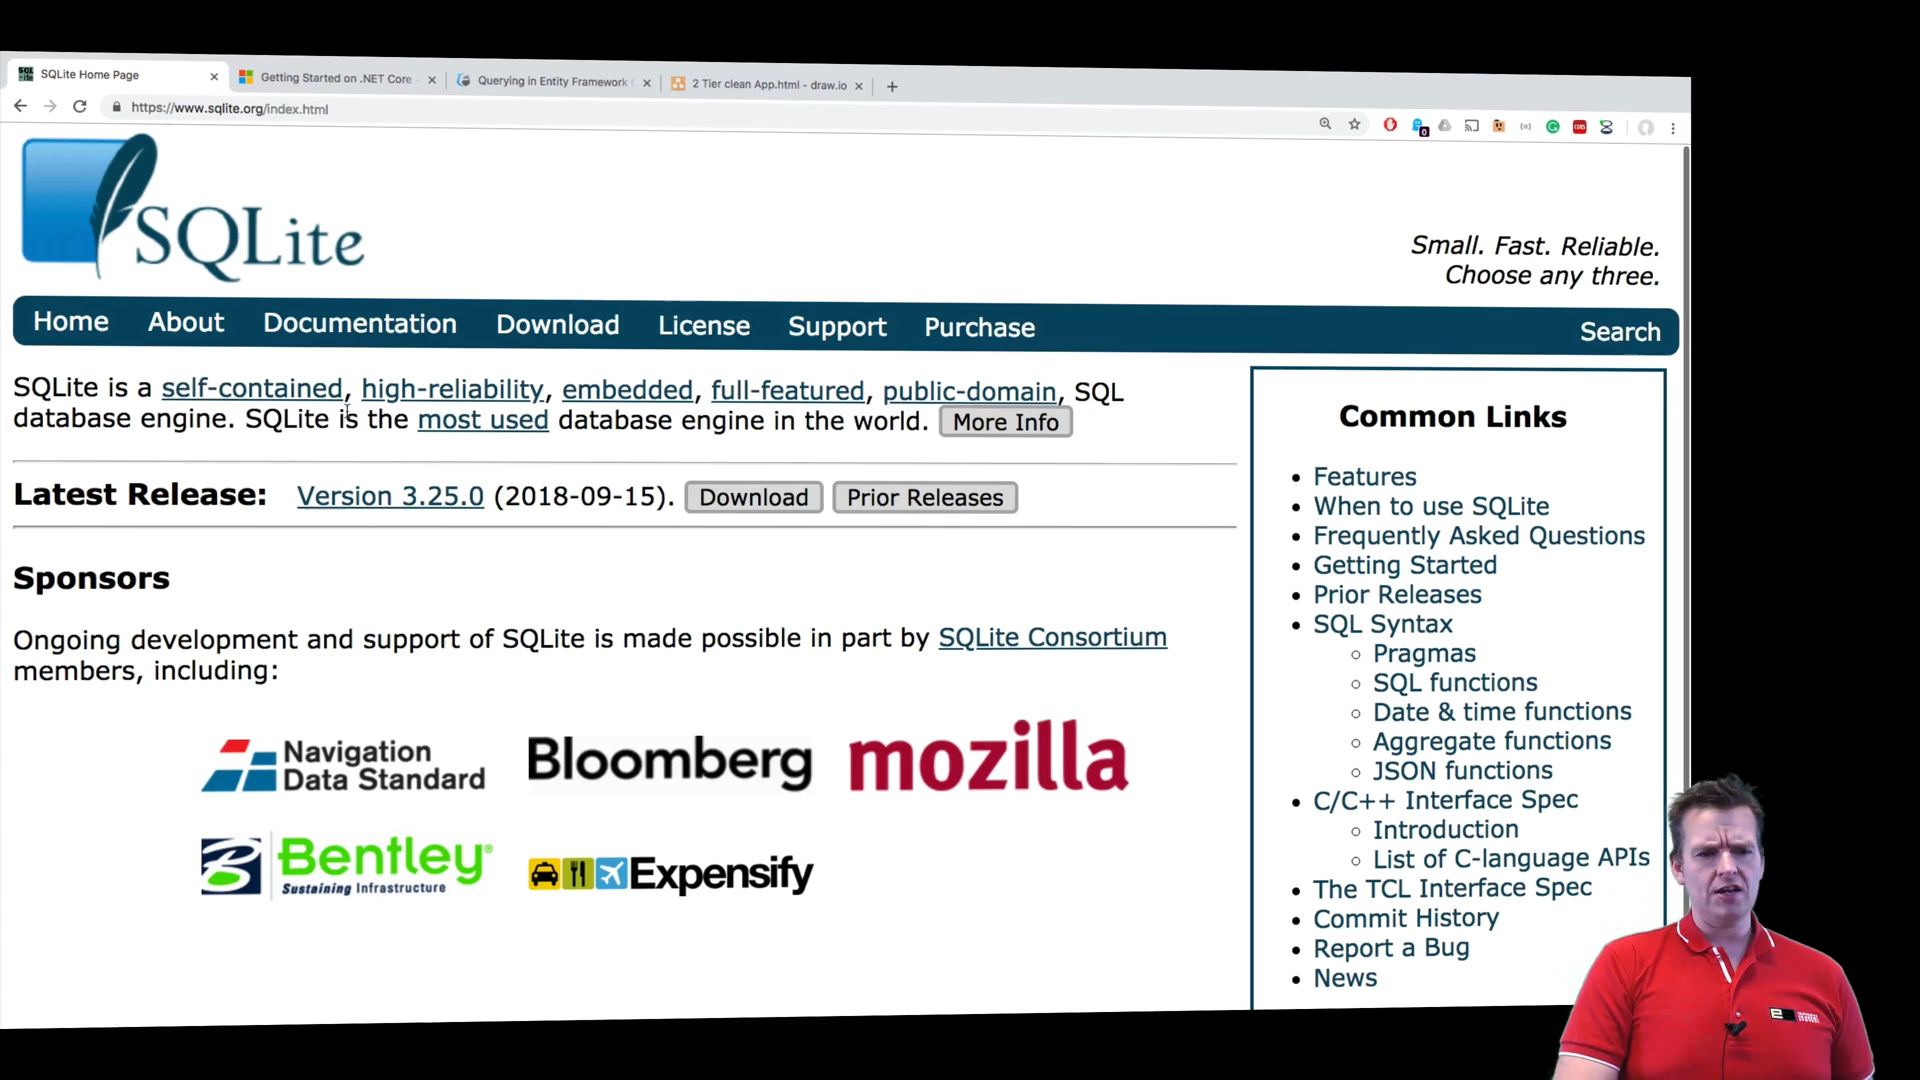 SQLite Home Page
Getting Started on .NET Core
Querying in Entity Framework
2 Tier clean App.html - draw.io
https://www.sqlite.org/index.html
SQLite
Small. Fast. Reliable.
Choose any three.
Home About Documentation Download License Support Purchase Search
SQLite is a self-contained, high-reliability, embedded, full-featured, public-domain, SQL
database engine. SQLite is the most used database engine in the world. More Info
Latest Release: Version 3.25.0 (2018-09-15). Download Prior Releases
Sponsors
Ongoing development and support of SQLite is made possible in part by SQLite Consortium
members, including:
Navigation
Data Standard
Bloomberg
mozilla
Bentley®
Sustaining Infrastructure
Expensify
Common Links
Features
When to use SQLite
Frequently Asked Questions
Getting Started
Prior Releases
SQL Syntax
Pragmas
SQL functions
Date & time functions
Aggregate functions
JSON functions
C/C++ Interface Spec
Introduction
List of C-language APIs
The TCL Interface Spec
Commit History
Report a Bug
News